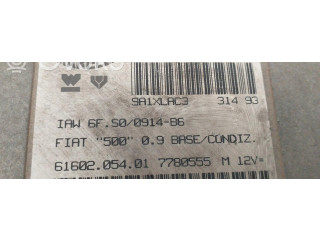 9A1XLAC3 314 93
IAW 6F.S0/0914-B6
FIAT "500" 0.9 BASE/CONDIZ.
61602.054.01 7780555 M 12V=